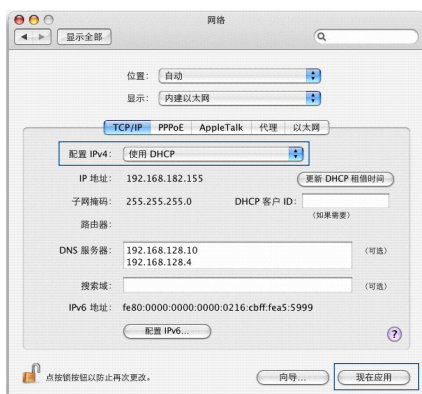 网络
显示全部
位置: 自动
显示: 内建以太网
TCP/IP PPPoE AppleTalk 代理 以太网
配置 IPv4: 使用 DHCP
IP 地址: 192.168.182.155 更新 DHCP 租借时间
子网掩码: 255.255.255.0 DHCP 客户 ID:
(如果需要)
路由器:
DNS 服务器: 192.168.128.10 (可选)
192.168.128.4
搜索域: (可选)
IPv6 地址: fe80:0000:0000:0000:0216:cbff:fea5:5999
配置 IPv6... ?
点按锁按钮以防止再次更改。 向导... 现在应用